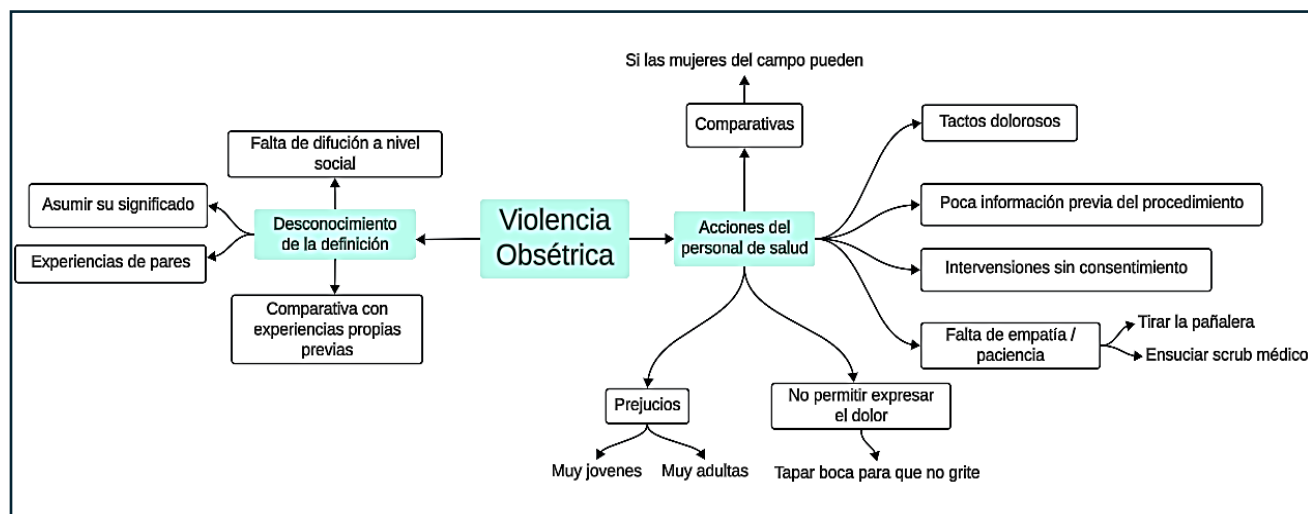 Si las mujeres del campo pueden
Comparativas
Tactos dolorosos
Falta de difución a nivel
social
Asumir su significado
Poca información previa del procedimiento
Violencia
Obsétrica
Desconocimiento
de la definición
Acciones del
personal de salud
Experiencias de pares
Intervensiones sin consentimiento
Comparativa con
experiencias propias
previas
Falta de empatía /
paciencia
Tirar la pañalera
Ensuciar scrub médico
Prejucios
No permitir expresar
el dolor
Muy jovenes
Muy adultas
Tapar boca para que no grite